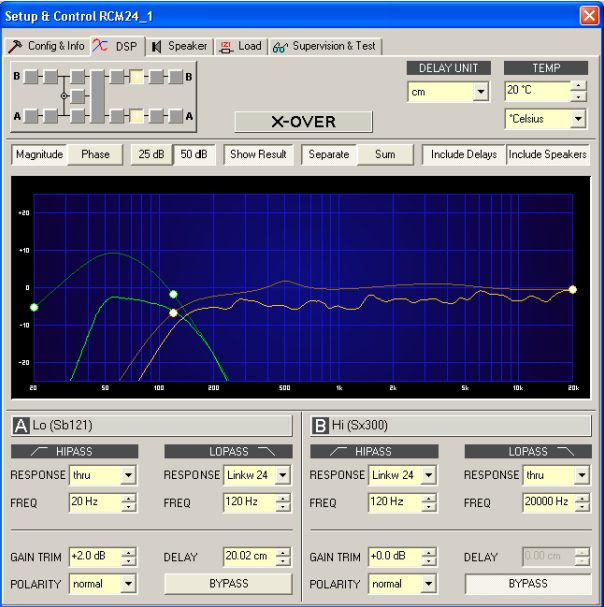 Setup & Control RCM24_1
Config & Info DSP Speaker Load Supervision & Test
B B
A A
X-OVER
DELAY UNIT TEMP
cm 20 °C
°Celsius
Magnitude Phase 25 dB 50 dB Show Result Separate Sum Include Delays Include Speakers
+20
+10
0
-10
-20
20 50 100 200 500 1k 2k 5k 10k 20k
A Lo (Sb121) B Hi (Sx300)
HIPASS LOPASS HIPASS LOPASS
RESPONSE thru RESPONSE Linkw 24 RESPONSE Linkw 24 RESPONSE thru
FREQ 20 Hz FREQ 120 Hz FREQ 120 Hz FREQ 20000 Hz
GAIN TRIM +2.0 dB DELAY 20.02 cm GAIN TRIM +0.0 dB DELAY 0.00 cm
POLARITY normal BYPASS POLARITY normal BYPASS